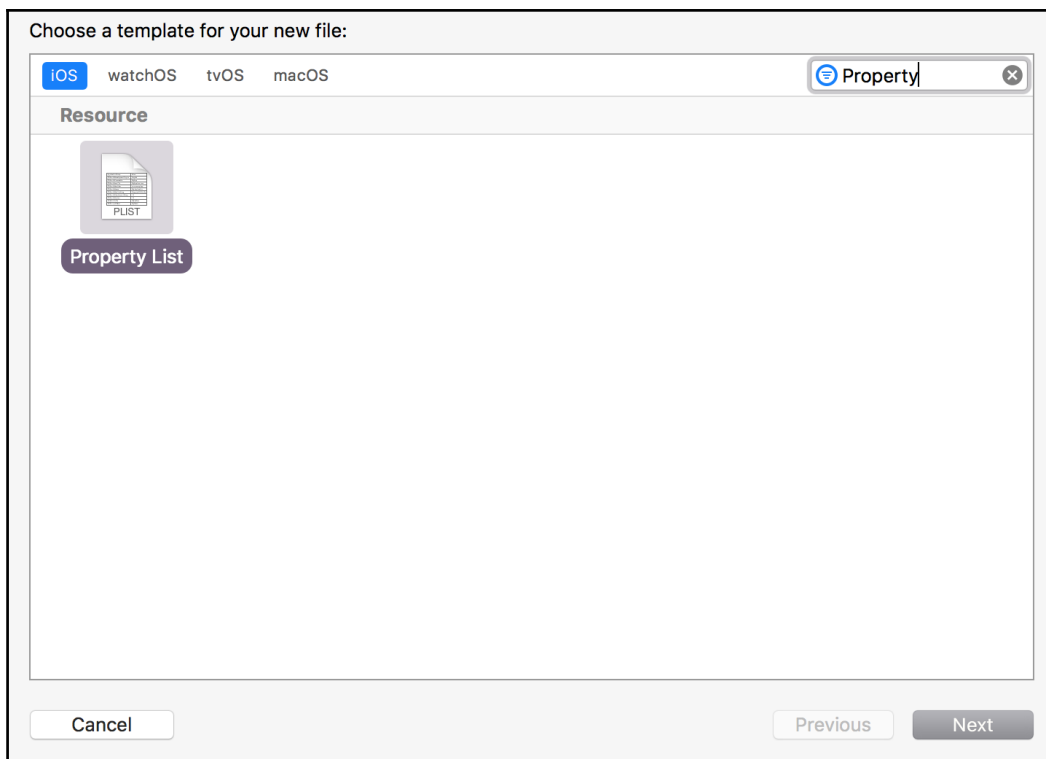 Choose a template for your new file:
iOS watchOS tvOS macOS Property
Resource
PLIST
Property List
Cancel Previous Next